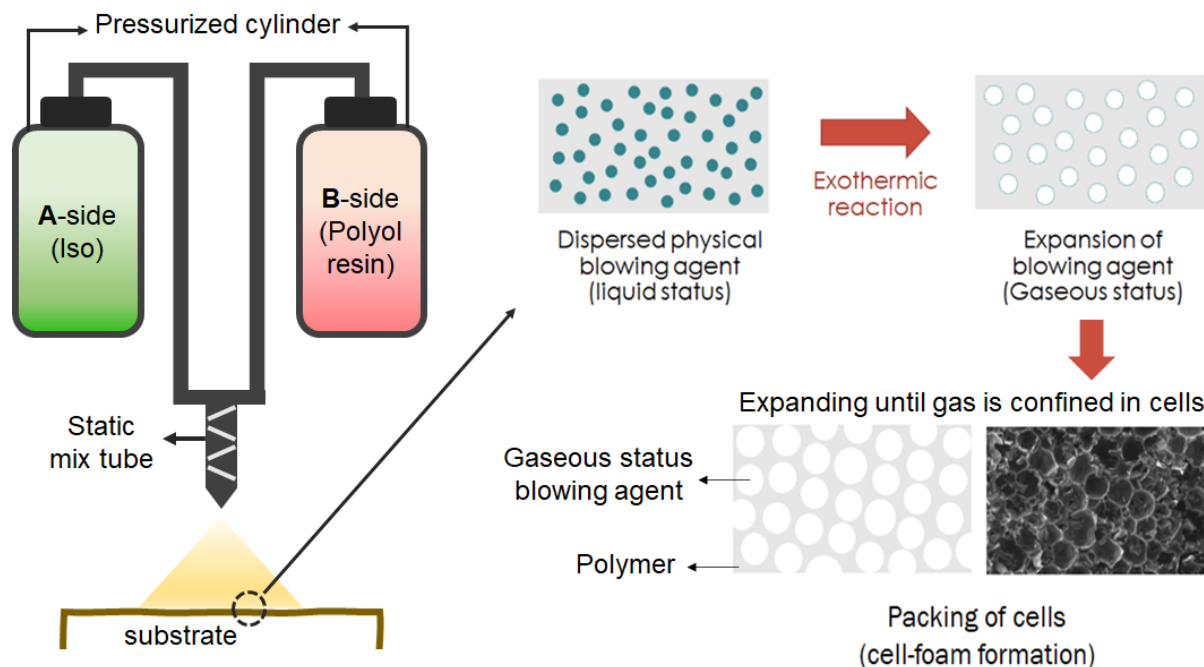 Pressurized cylinder
A-side
(Iso)
B-side
(Polyol
resin)
Static
mix tube
substrate
Dispersed physical
blowing agent
(liquid status)
Exothermic
reaction
Expansion of
blowing agent
(Gaseous status)
Expanding until gas is confined in cells
Gaseous status
blowing agent
Polymer
Packing of cells
(cell-foam formation)